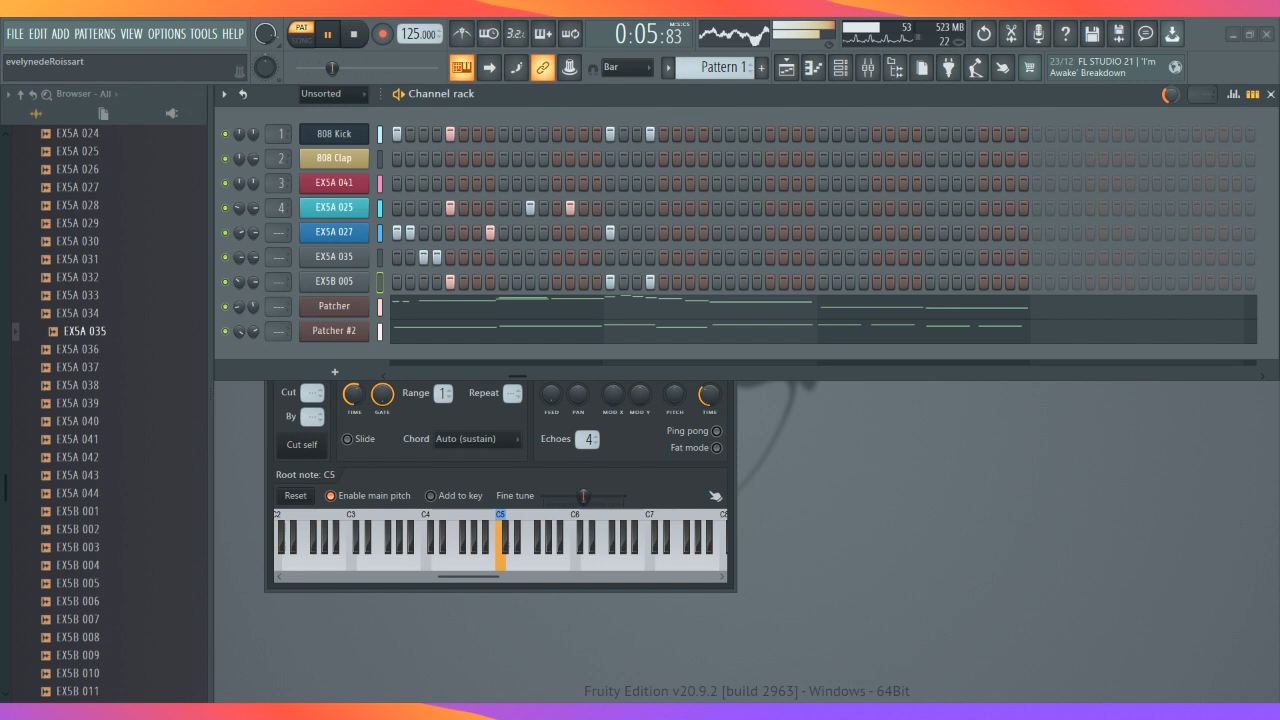 FILE EDIT ADD PATTERNS VIEW OPTIONS TOOLS HELP
PAT
125.000
3.2.
0:05:83
M:S:CS
53
523 MB
22
evelynedeRoissart
Bar
Pattern 1
23/12 FL STUDIO 21 | 'I'm
Awake' Breakdown
Browser - All
Unsorted
Channel rack
EX5A 024
EX5A 025
EX5A 026
EX5A 027
EX5A 028
EX5A 029
EX5A 030
EX5A 031
EX5A 032
EX5A 033
EX5A 034
EX5A 035
EX5A 036
EX5A 037
EX5A 038
EX5A 039
EX5A 040
EX5A 041
EX5A 042
EX5A 043
EX5A 044
EX5B 001
EX5B 002
EX5B 003
EX5B 004
EX5B 005
EX5B 006
EX5B 007
EX5B 008
EX5B 009
EX5B 010
EX5B 011
1 808 Kick
2 808 Clap
3 EX5A 041
4 EX5A 025
--- EX5A 027
--- EX5A 035
--- EX5B 005
--- Patcher
--- Patcher #2
+
Cut
By
Cut self
TIME GATE
Range 1
Repeat
Slide
Chord Auto (sustain)
FEED PAN MOD X MOD Y PITCH TIME
Echoes 4
Ping pong
Fat mode
Root note: C5
Reset
Enable main pitch
Add to key
Fine tune
C2 C3 C4 C5 C6 C7 C8
Fruity Edition v20.9.2 [build 2963] - Windows - 64Bit